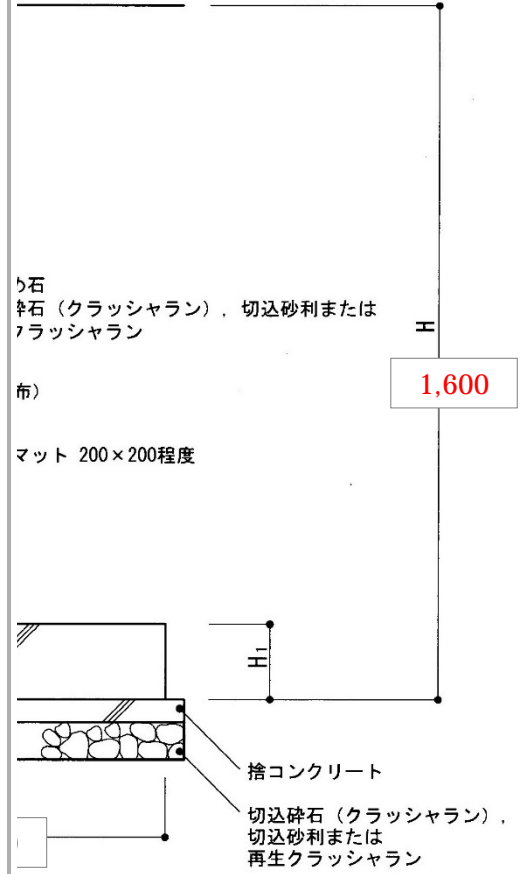 め石
砕石（クラッシャラン），切込砂利または
クラッシャラン
H
1,600
布）
マット 200×200程度
H1
捨コンクリート
切込砕石（クラッシャラン），
切込砂利または
再生クラッシャラン